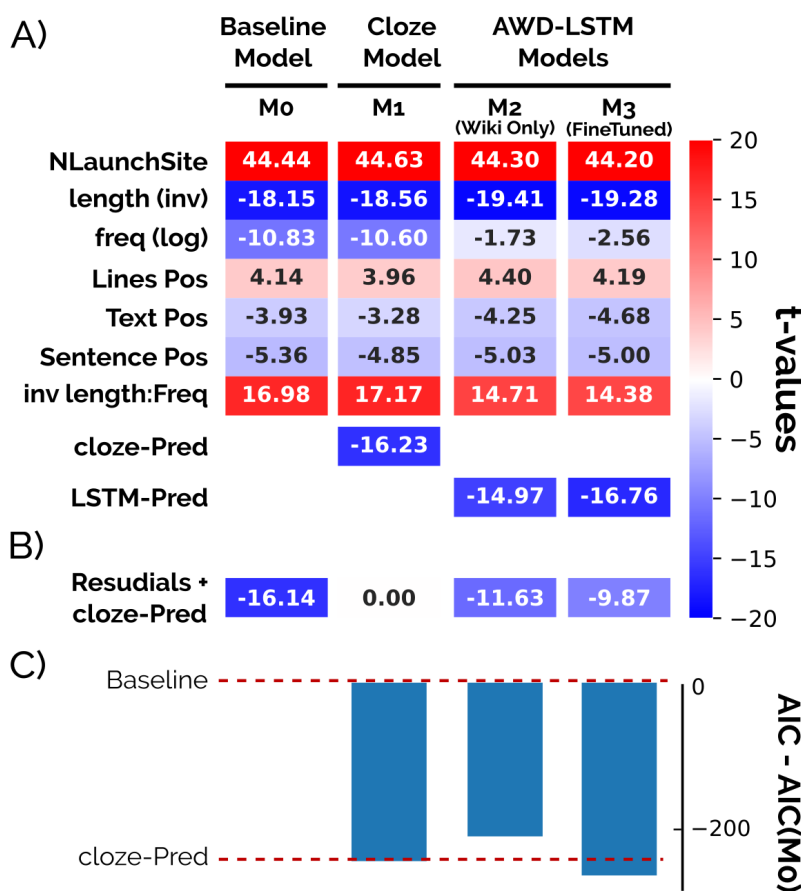 A)
Baseline Model
Cloze Model
AWD-LSTM Models
M0 M1 M2 (Wiki Only) M3 (FineTuned)
NLaunchSite 44.44 44.63 44.30 44.20
length (inv) -18.15 -18.56 -19.41 -19.28
freq (log) -10.83 -10.60 -1.73 -2.56
Lines Pos 4.14 3.96 4.40 4.19
Text Pos -3.93 -3.28 -4.25 -4.68
Sentence Pos -5.36 -4.85 -5.03 -5.00
inv length:Freq 16.98 17.17 14.71 14.38
cloze-Pred -16.23
LSTM-Pred -14.97 -16.76
20
15
10
5
0
−5
−10
−15
−20
t-values
B)
Resudials +
cloze-Pred
-16.14 0.00 -11.63 -9.87
C)
Baseline
cloze-Pred
0
−200
AIC - AIC(M0)